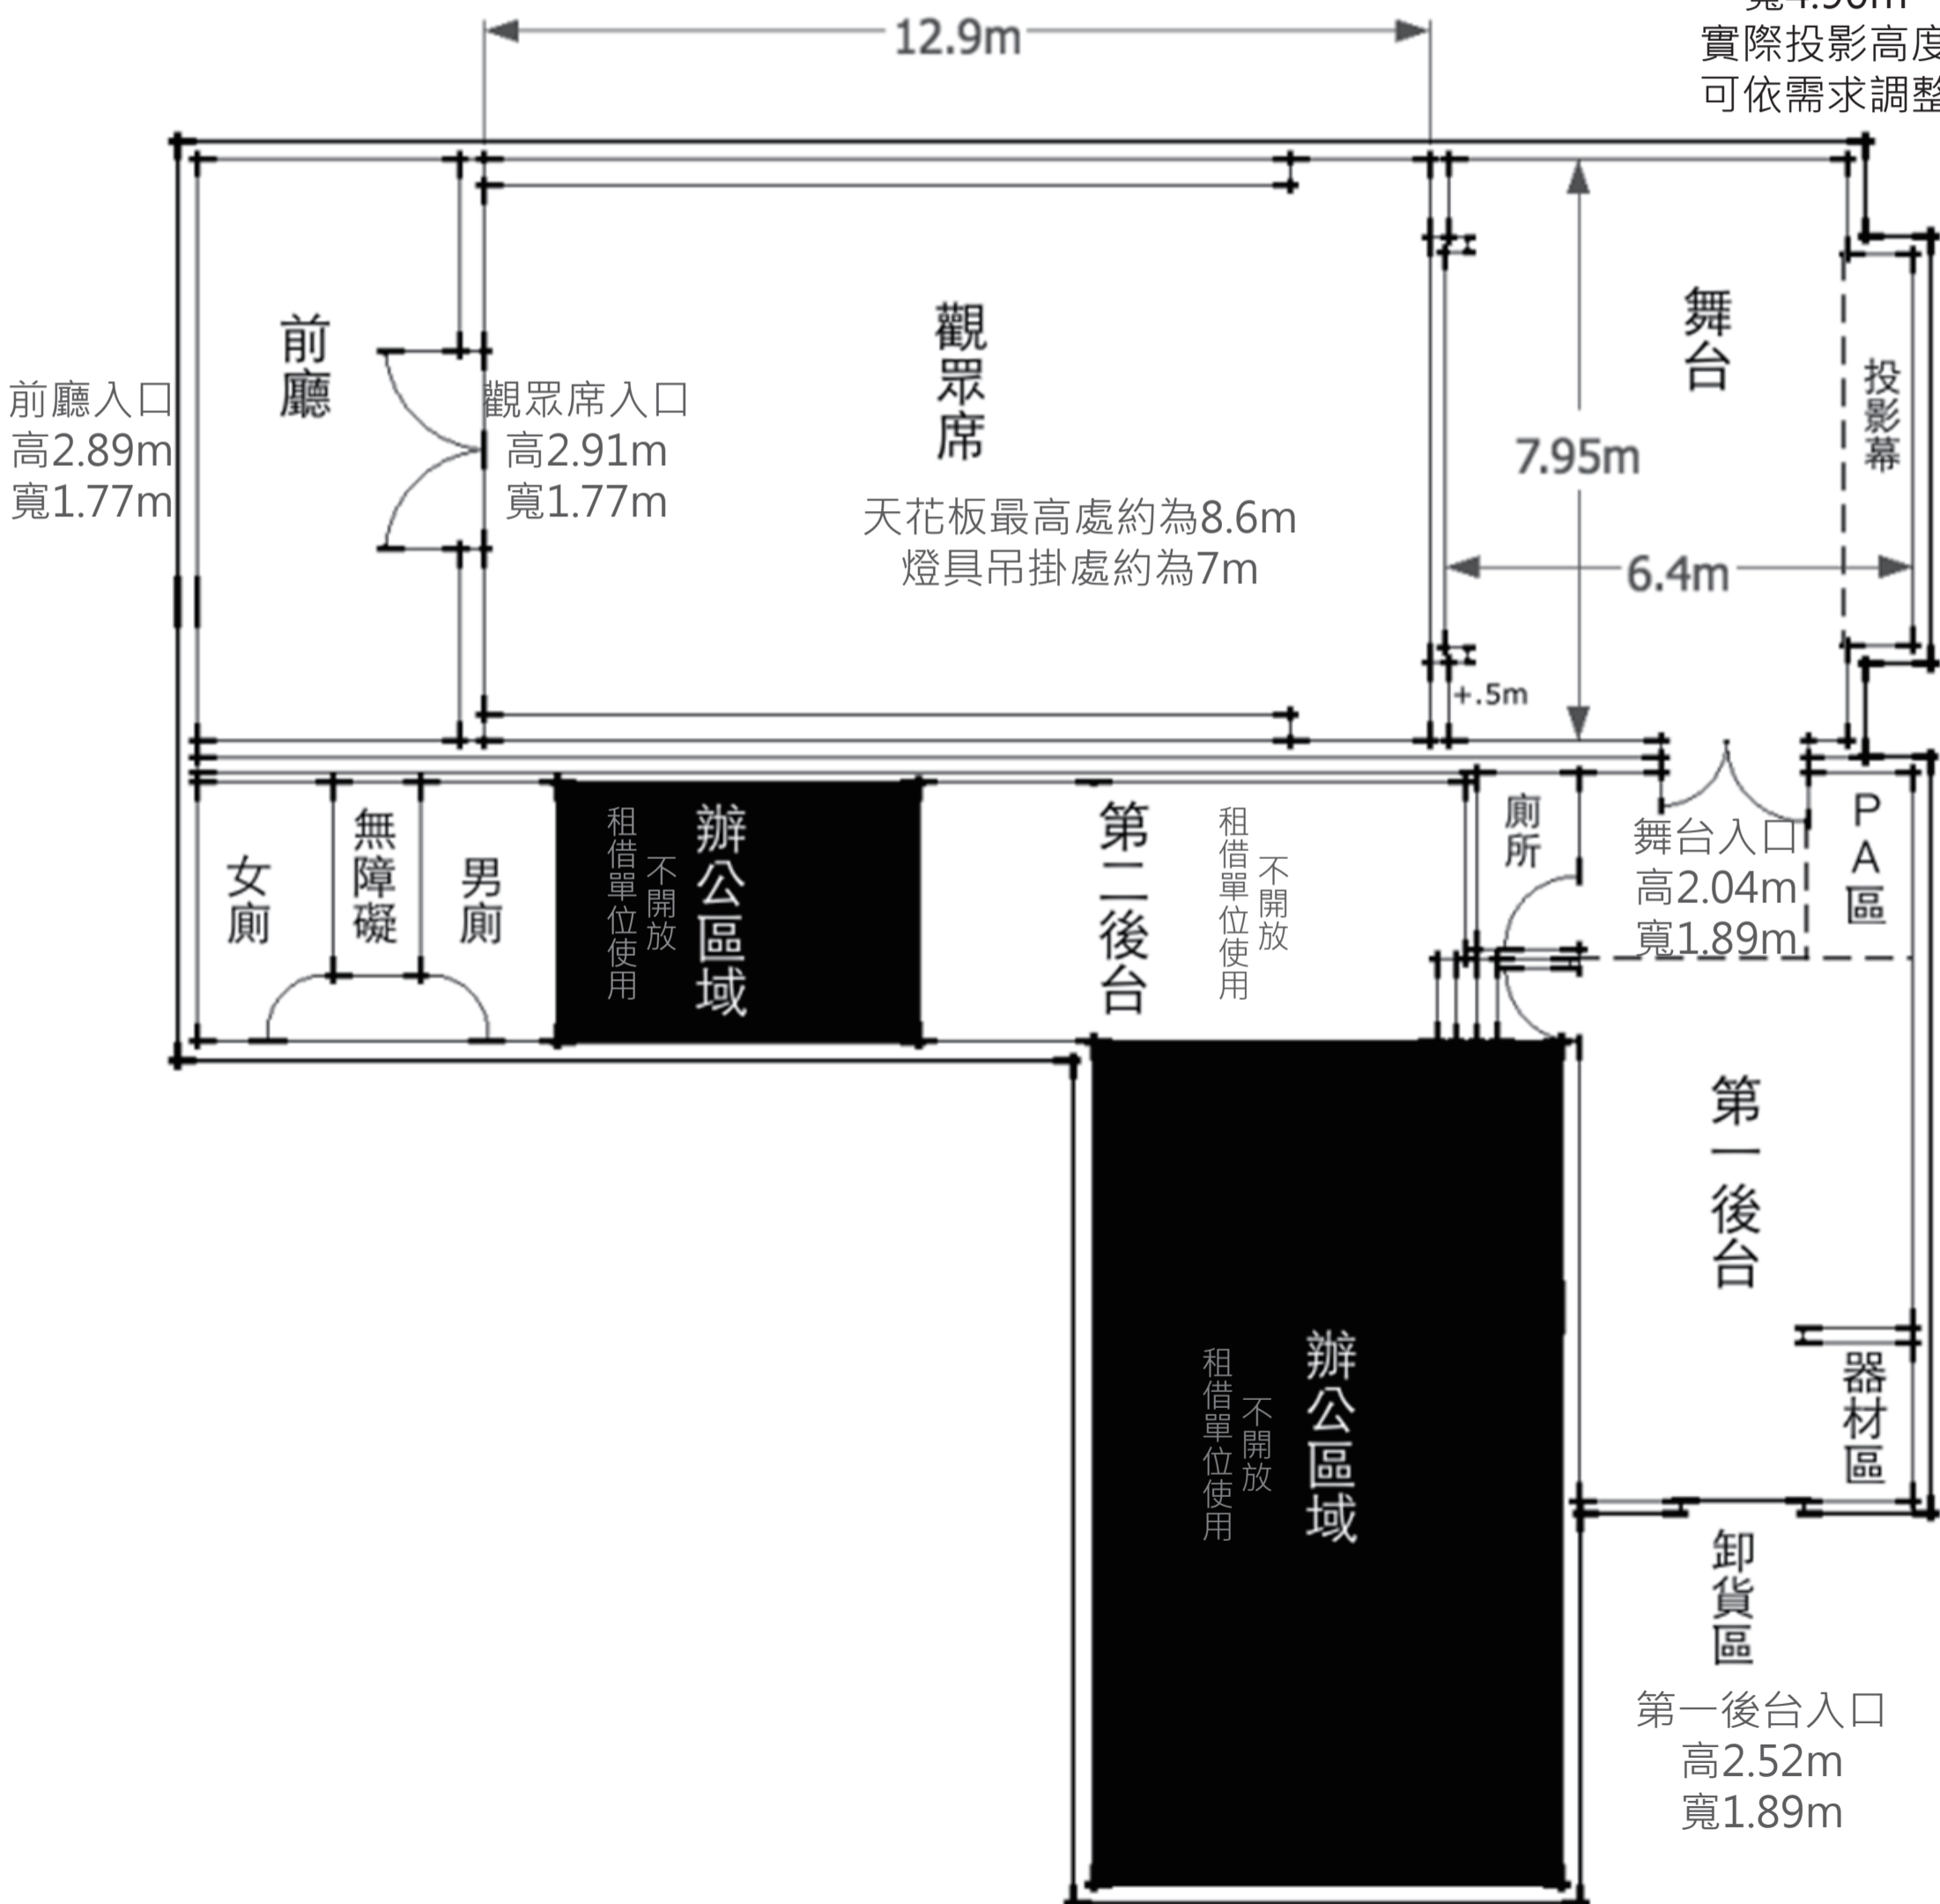 12.9m
寬4.90m
實際投影高度
可依需求調整
前廳
前廳入口
高2.89m
寬1.77m
觀眾席入口
高2.91m
寬1.77m
觀眾席
天花板最高處約為8.6m
燈具吊掛處約為7m
舞台
投影幕
7.95m
6.4m
+.5m
女廁
無障礙
男廁
辦公區域
不開放
租借單位使用
第二後台
不開放
租借單位使用
廁所
舞台入口
高2.04m
寬1.89m
PA區
第一後台
器材區
辦公區域
不開放
租借單位使用
卸貨區
第一後台入口
高2.52m
寬1.89m